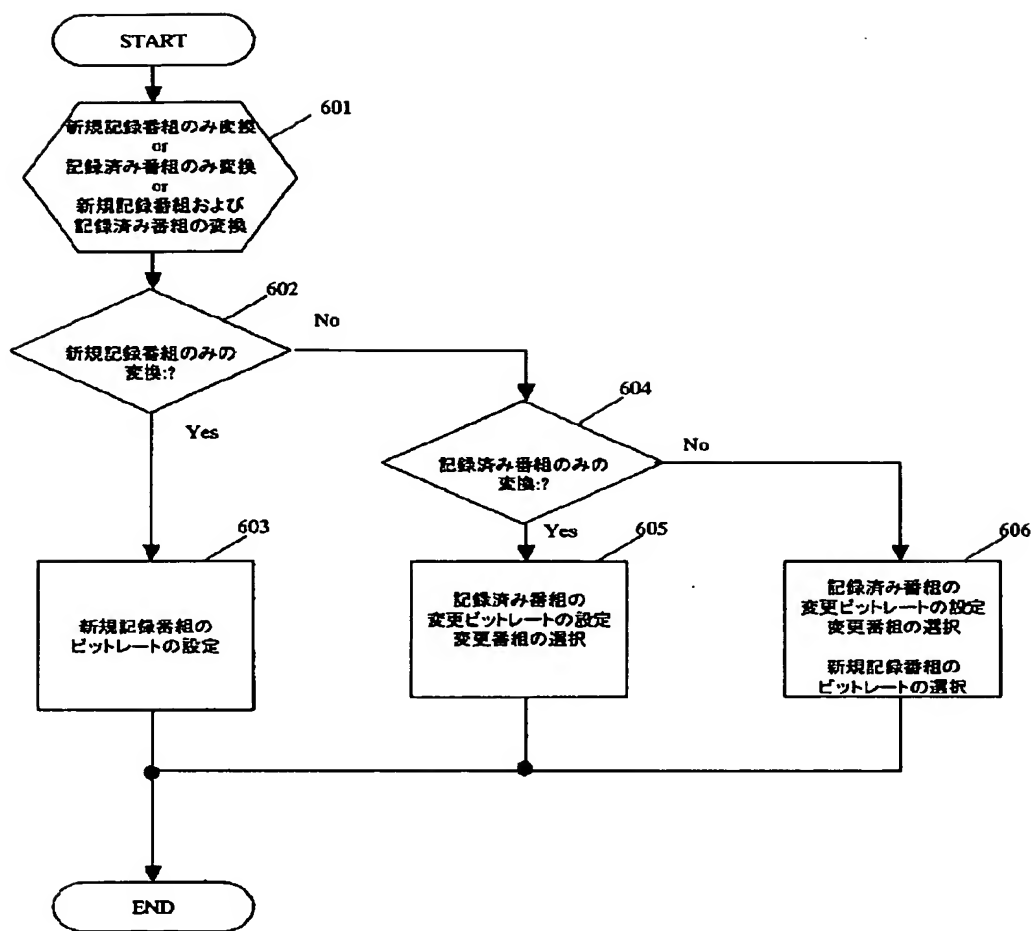 START
601
新規記録番組のみ変換
or
記録済み番組のみ変換
or
新規記録番組および
記録済み番組の変換
602
No
新規記録番組のみの
変換:?
Yes
604
No
記録済み番組のみの
変換:?
Yes
603
新規記録番組の
ビットレートの設定
605
記録済み番組の
変更ビットレートの設定
変更番組の選択
606
記録済み番組の
変更ビットレートの設定
変更番組の選択
新規記録番組の
ビットレートの選択
END